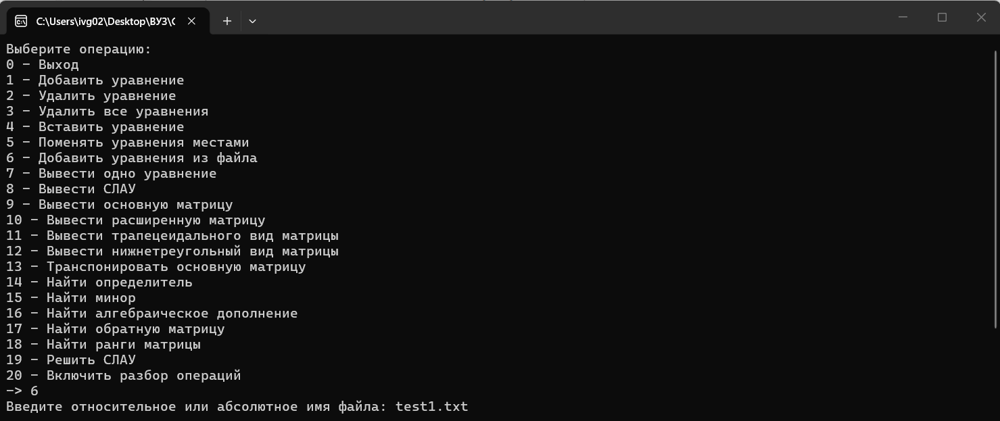 C:\Users\ivg02\Desktop\ВУЗ\С
Выберите операцию:
0 - Выход
1 - Добавить уравнение
2 - Удалить уравнение
3 - Удалить все уравнения
4 - Вставить уравнение
5 - Поменять уравнения местами
6 - Добавить уравнения из файла
7 - Вывести одно уравнение
8 - Вывести СЛАУ
9 - Вывести основную матрицу
10 - Вывести расширенную матрицу
11 - Вывести трапецеидального вид матрицы
12 - Вывести нижнетреугольный вид матрицы
13 - Транспонировать основную матрицу
14 - Найти определитель
15 - Найти минор
16 - Найти алгебраическое дополнение
17 - Найти обратную матрицу
18 - Найти ранги матрицы
19 - Решить СЛАУ
20 - Включить разбор операций
-> 6
Введите относительное или абсолютное имя файла: test1.txt